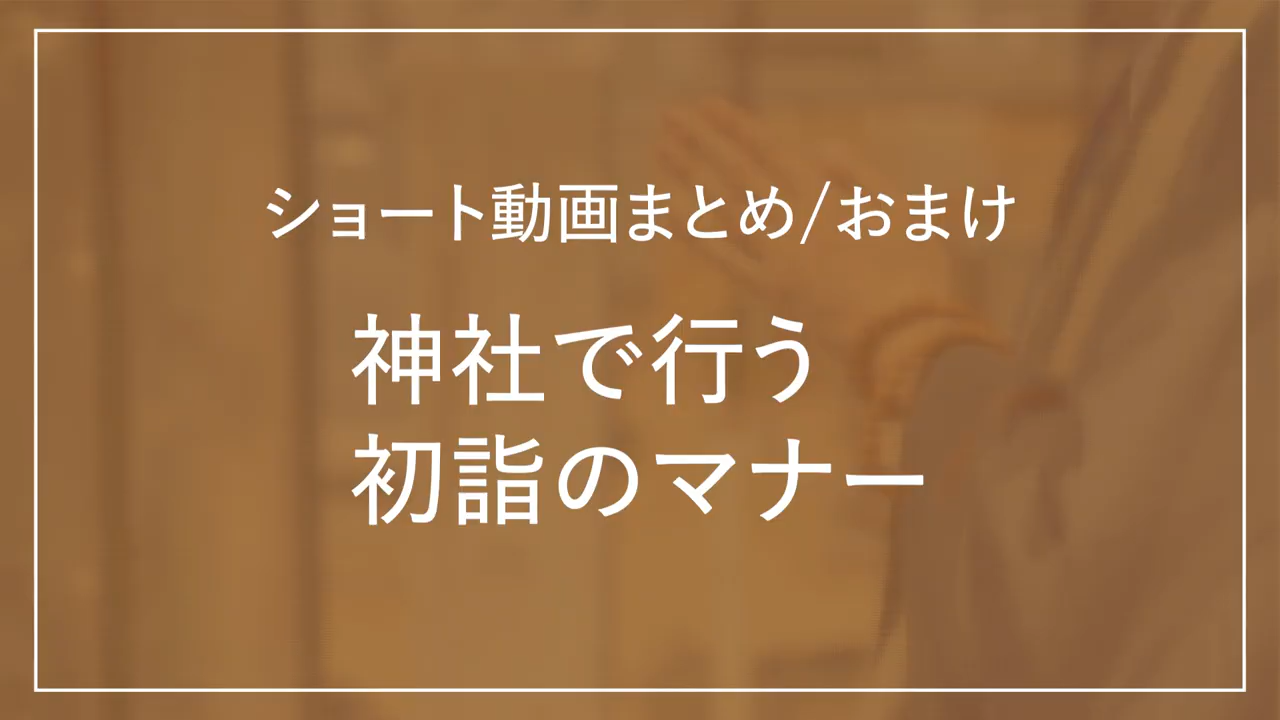 ショート動画まとめ/おまけ
神社で行う
初詣のマナー